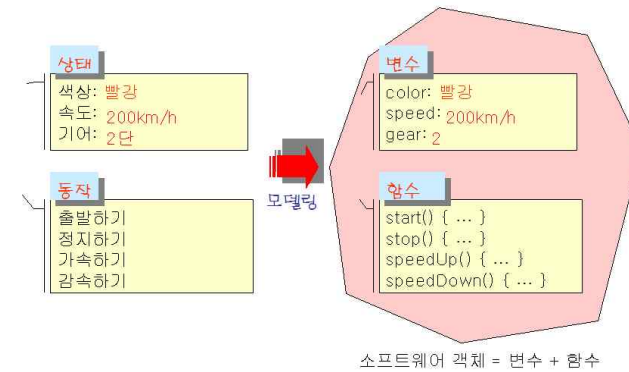 상태
색상: 빨강
속도: 200km/h
기어: 2단
동작
출발하기
정지하기
가속하기
감속하기
모델링
변수
color: 빨강
speed: 200km/h
gear: 2
함수
start() { ... }
stop() { ... }
speedUp() { ... }
speedDown() { ... }
소프트웨어 객체 = 변수 + 함수